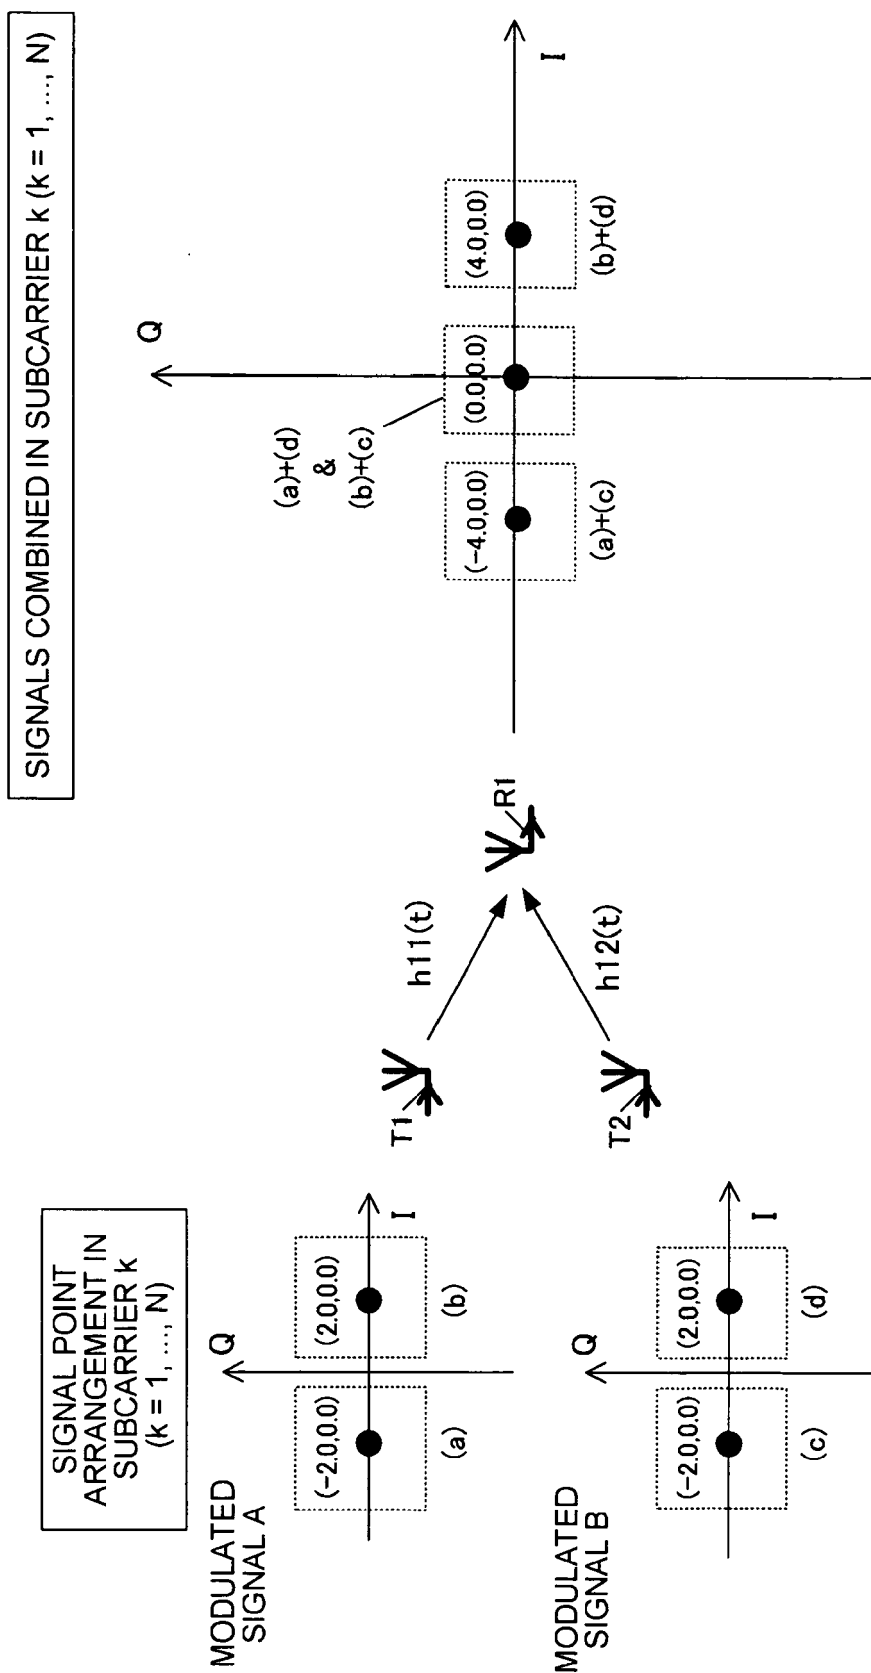 SIGNAL POINT
ARRANGEMENT IN
SUBCARRIER k
(k = 1, ..., N)
MODULATED
SIGNAL A
Q
I
(-2.0,0.0)
(2.0,0.0)
(a)
(b)
MODULATED
SIGNAL B
Q
I
(-2.0,0.0)
(2.0,0.0)
(c)
(d)
T1
T2
h11(t)
h12(t)
R1
SIGNALS COMBINED IN SUBCARRIER k (k = 1, ..., N)
Q
I
(a)+(d)
&
(b)+(c)
(-4.0,0.0)
(0.0,0.0)
(4.0,0.0)
(a)+(c)
(b)+(d)